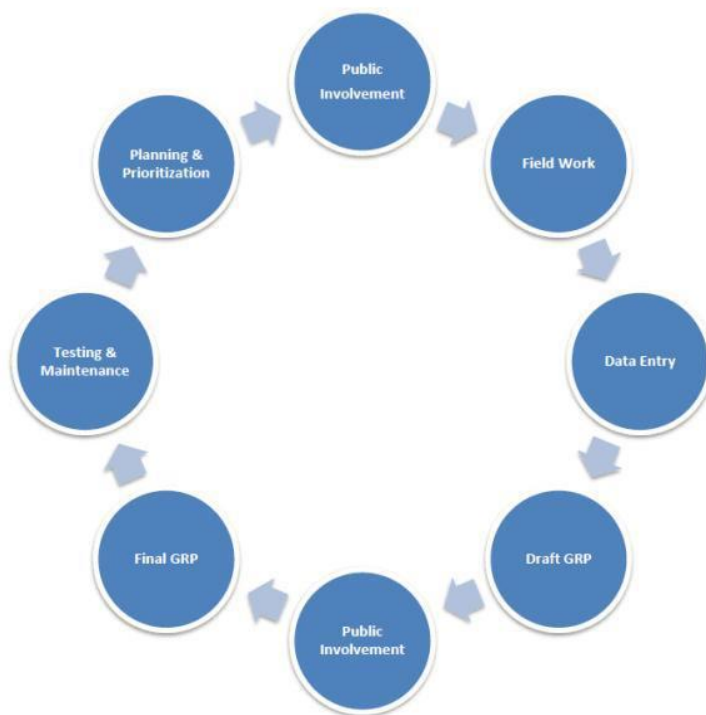 Public
Involvement
Planning &
Prioritization
Field Work
Testing &
Maintenance
Data Entry
Final GRP
Draft GRP
Public
Involvement